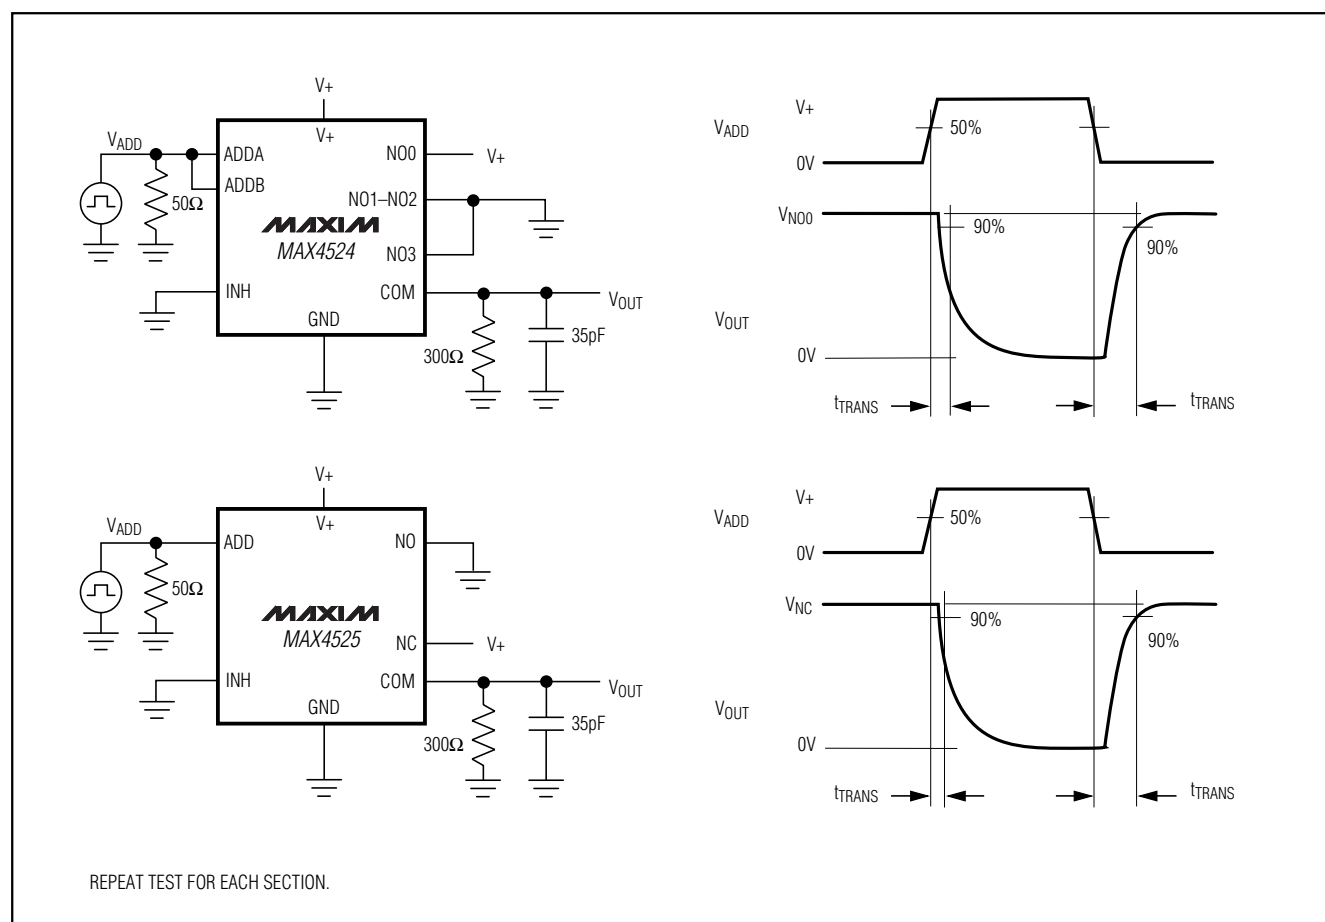 V+
V+
VADD
ADDA
ADDB
50Ω
NO0
V+
NO1–NO2
MAXIM
MAX4524
NO3
INH
COM
VOUT
GND
300Ω
35pF
V+
VADD
50%
0V
VNO0
90%
90%
VOUT
0V
tTRANS
tTRANS
V+
V+
VADD
ADD
50Ω
NO
MAXIM
MAX4525
NC
V+
INH
COM
VOUT
GND
300Ω
35pF
V+
VADD
50%
0V
VNC
90%
90%
VOUT
0V
tTRANS
tTRANS
REPEAT TEST FOR EACH SECTION.